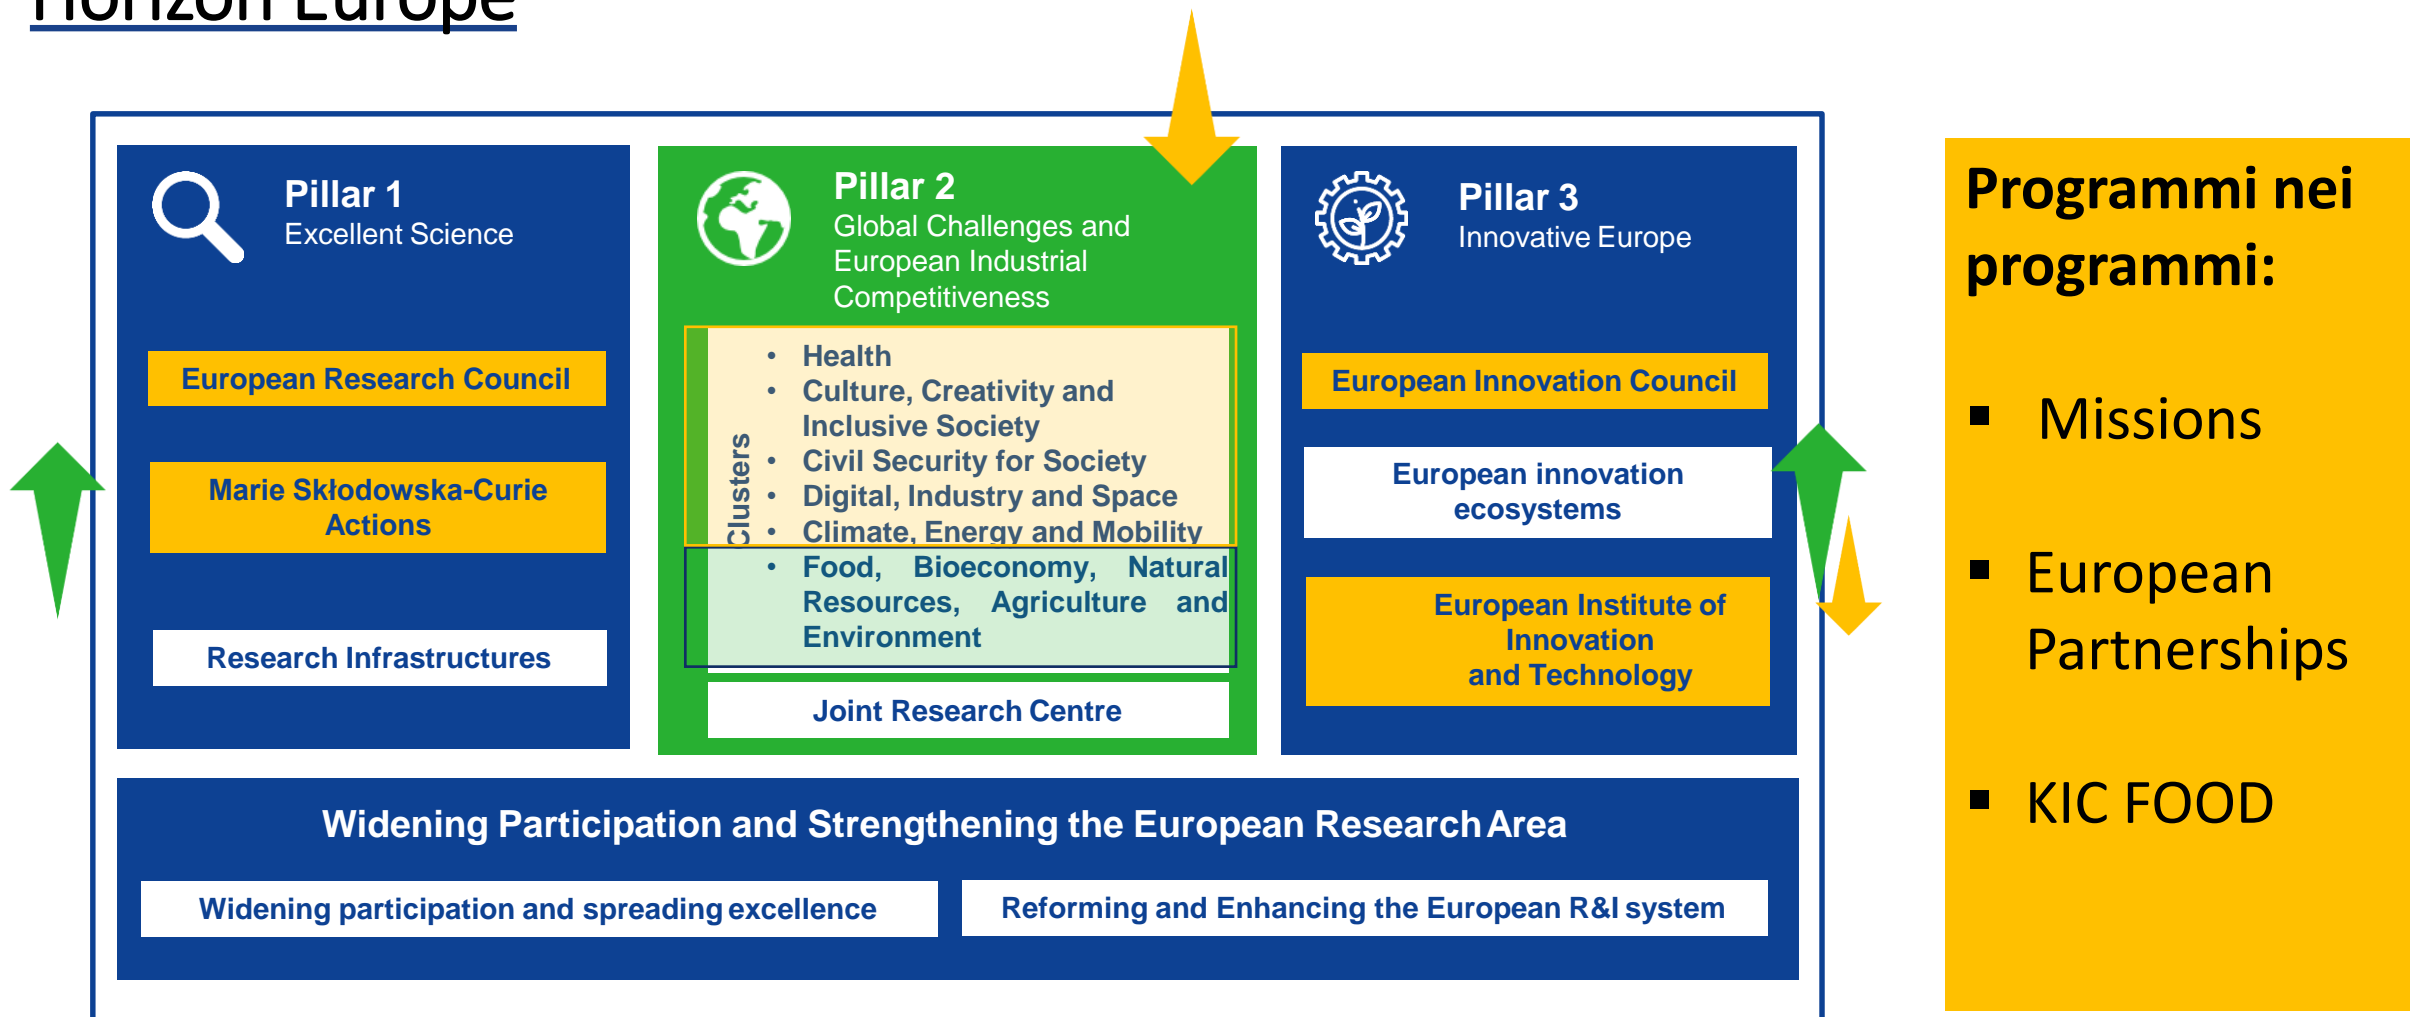 Horizon Europe
Pillar 1
Excellent Science
European Research Council
Marie Skłodowska-Curie
Actions
Research Infrastructures
Pillar 2
Global Challenges and
European Industrial
Competitiveness
Clusters
• Health
• Culture, Creativity and
Inclusive Society
• Civil Security for Society
• Digital, Industry and Space
• Climate, Energy and Mobility
• Food, Bioeconomy, Natural
Resources, Agriculture and
Environment
Joint Research Centre
Pillar 3
Innovative Europe
European Innovation Council
European innovation
ecosystems
European Institute of
Innovation
and Technology
Widening Participation and Strengthening the European Research Area
Widening participation and spreading excellence
Reforming and Enhancing the European R&I system
Programmi nei
programmi:
▪ Missions
▪ European
Partnerships
▪ KIC FOOD